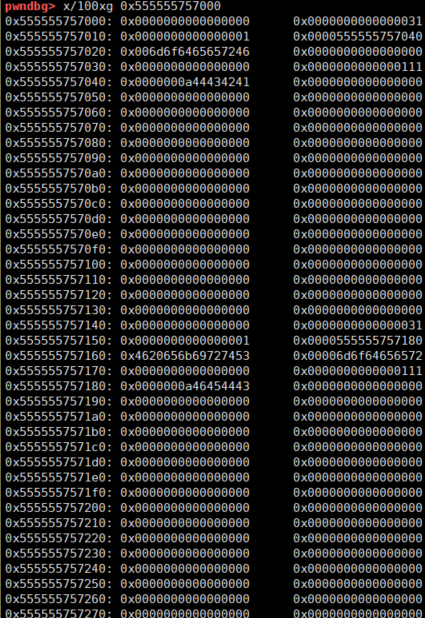 pwndbg> x/100xg 0x555555757000
0x555555757000: 0x0000000000000000 0x0000000000000031
0x555555757010: 0x0000000000000001 0x0000555555757040
0x555555757020: 0x006d6f6465657246 0x0000000000000000
0x555555757030: 0x0000000000000000 0x0000000000000111
0x555555757040: 0x0000000a44434241 0x0000000000000000
0x555555757050: 0x0000000000000000 0x0000000000000000
0x555555757060: 0x0000000000000000 0x0000000000000000
0x555555757070: 0x0000000000000000 0x0000000000000000
0x555555757080: 0x0000000000000000 0x0000000000000000
0x555555757090: 0x0000000000000000 0x0000000000000000
0x5555557570a0: 0x0000000000000000 0x0000000000000000
0x5555557570b0: 0x0000000000000000 0x0000000000000000
0x5555557570c0: 0x0000000000000000 0x0000000000000000
0x5555557570d0: 0x0000000000000000 0x0000000000000000
0x5555557570e0: 0x0000000000000000 0x0000000000000000
0x5555557570f0: 0x0000000000000000 0x0000000000000000
0x555555757100: 0x0000000000000000 0x0000000000000000
0x555555757110: 0x0000000000000000 0x0000000000000000
0x555555757120: 0x0000000000000000 0x0000000000000000
0x555555757130: 0x0000000000000000 0x0000000000000000
0x555555757140: 0x0000000000000000 0x0000000000000031
0x555555757150: 0x0000000000000001 0x0000555555757180
0x555555757160: 0x4620656b69727453 0x00006d6f64656572
0x555555757170: 0x0000000000000000 0x0000000000000111
0x555555757180: 0x0000000a46454443 0x0000000000000000
0x555555757190: 0x0000000000000000 0x0000000000000000
0x5555557571a0: 0x0000000000000000 0x0000000000000000
0x5555557571b0: 0x0000000000000000 0x0000000000000000
0x5555557571c0: 0x0000000000000000 0x0000000000000000
0x5555557571d0: 0x0000000000000000 0x0000000000000000
0x5555557571e0: 0x0000000000000000 0x0000000000000000
0x5555557571f0: 0x0000000000000000 0x0000000000000000
0x555555757200: 0x0000000000000000 0x0000000000000000
0x555555757210: 0x0000000000000000 0x0000000000000000
0x555555757220: 0x0000000000000000 0x0000000000000000
0x555555757230: 0x0000000000000000 0x0000000000000000
0x555555757240: 0x0000000000000000 0x0000000000000000
0x555555757250: 0x0000000000000000 0x0000000000000000
0x555555757260: 0x0000000000000000 0x0000000000000000
0x555555757270: 0x0000000000000000 0x0000000000000000